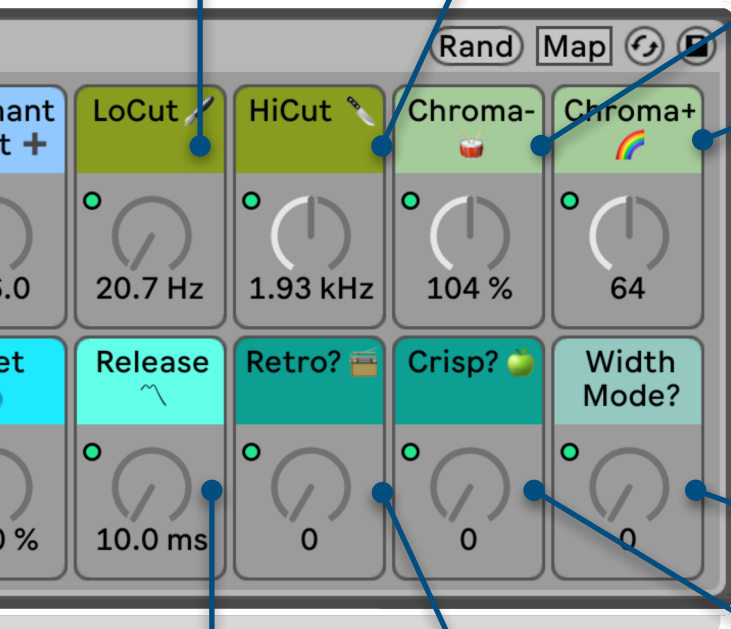 Rand Map
LoCut HiCut Chroma- Chroma+
20.7 Hz 1.93 kHz 104 % 64
Release Retro? Crisp? Width
Mode?
% 10.0 ms 0 0 0